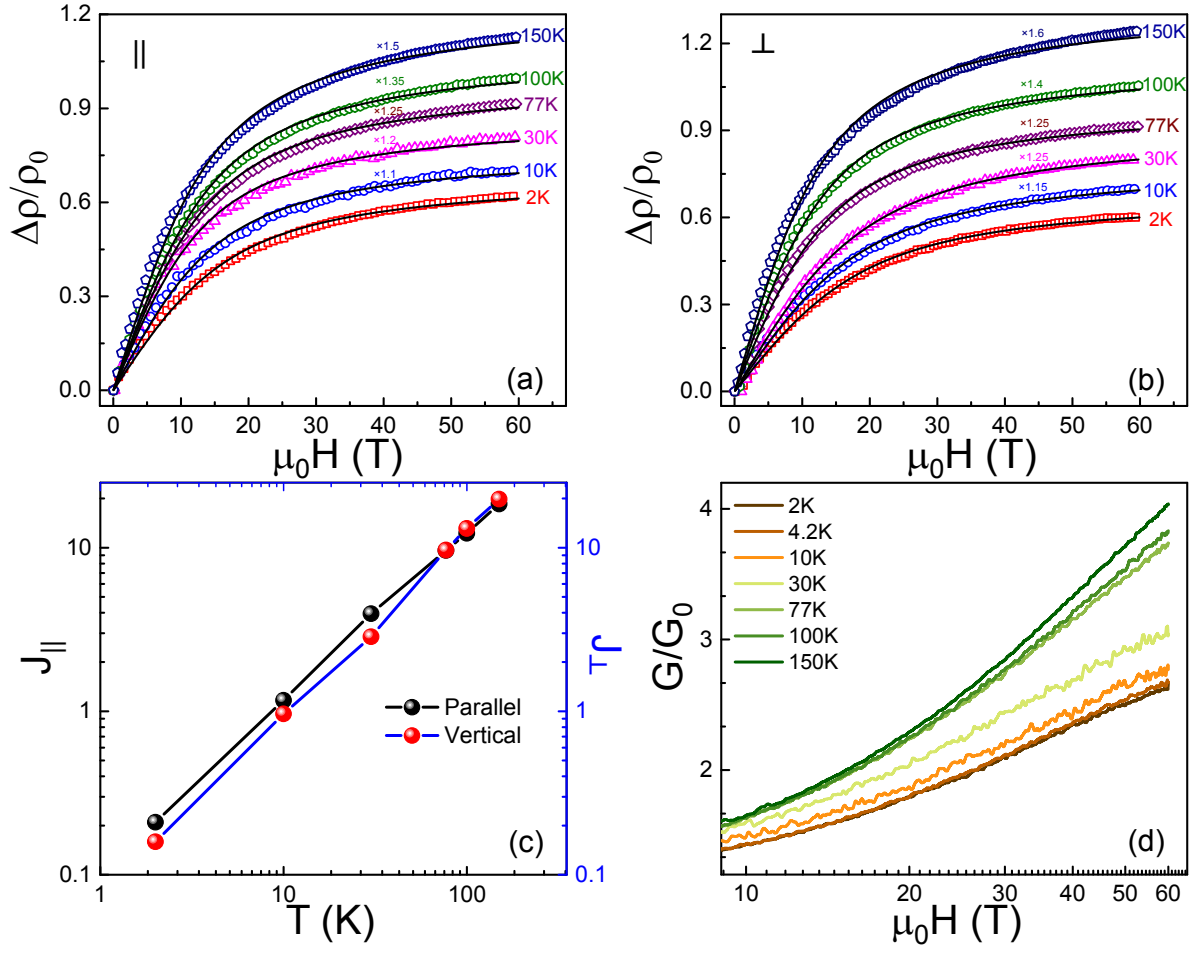 1.2
0.9
0.6
0.3
0.0
Δρ/ρ0
||
×1.5
150K
×1.35
100K
×1.25
77K
×1.2
30K
×1.1
10K
2K
(a)
0 10 20 30 40 50 60
μ0H (T)
1.2
0.9
0.6
0.3
0.0
Δρ/ρ0
⊥
×1.6
150K
×1.4
100K
×1.25
77K
×1.25
30K
×1.15
10K
2K
(b)
0 10 20 30 40 50 60
μ0H (T)
10
1
0.1
J||
Parallel
Vertical
(c)
10
1
0.1
J⊥
1 10 100
T (K)
4
3
2
G/G0
2K
4.2K
10K
30K
77K
100K
150K
(d)
10 20 30 40 50 60
μ0H (T)